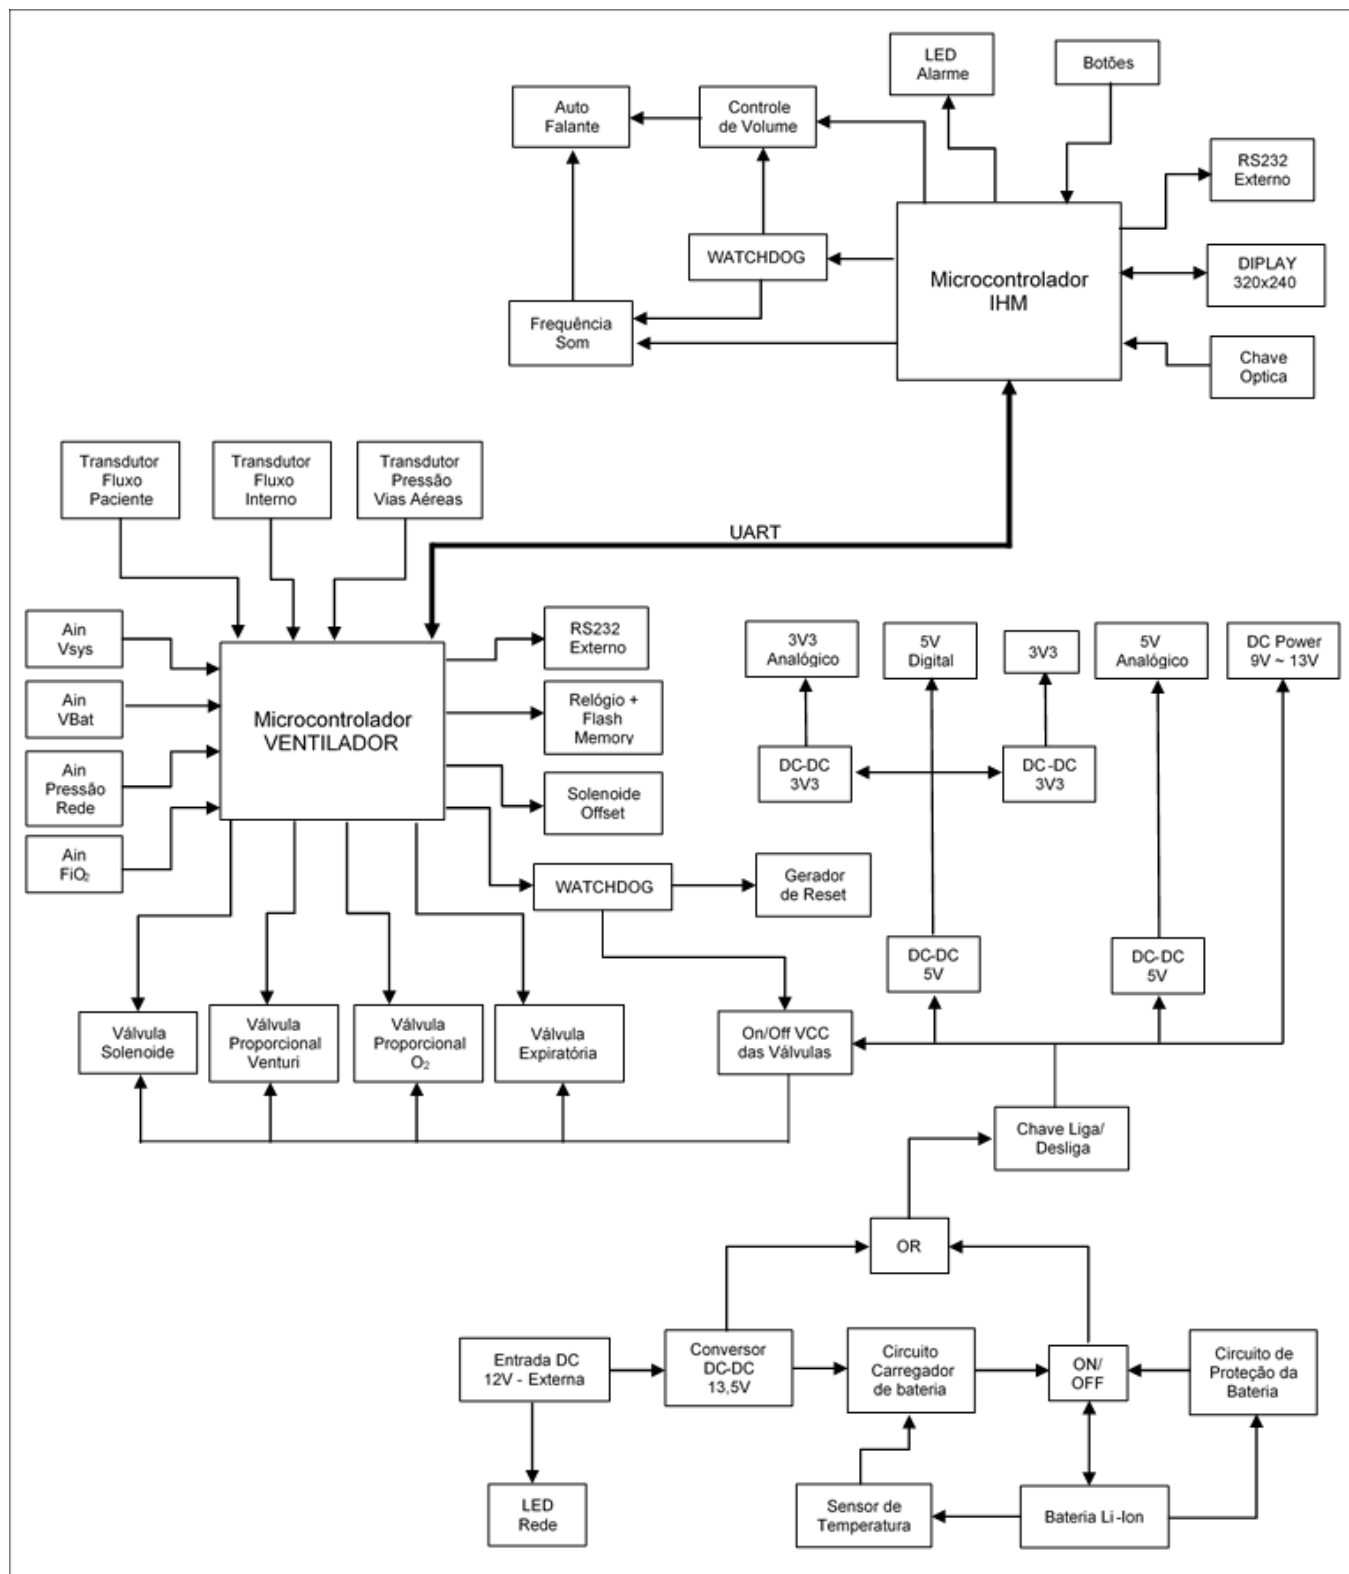 LED
Alarme
Botões
Auto
Falante
Controle
de Volume
RS232
Externo
WATCHDOG
Microcontrolador
IHM
DIPLAY
320x240
Frequência
Som
Chave
Optica
Transdutor
Fluxo
Paciente
Transdutor
Fluxo
Interno
Transdutor
Pressão
Vias Aéreas
UART
Ain
Vsys
RS232
Externo
3V3
Analógico
5V
Digital
3V3
5V
Analógico
DC Power
9V ~ 13V
Ain
VBat
Microcontrolador
VENTILADOR
Relógio +
Flash
Memory
Ain
Pressão
Rede
DC-DC
3V3
DC-DC
3V3
Solenoide
Offset
Ain
FiO₂
WATCHDOG
Gerador
de Reset
DC-DC
5V
DC-DC
5V
Válvula
Solenoide
Válvula
Proporcional
Venturi
Válvula
Proporcional
O₂
Válvula
Expiratória
On/Off VCC
das Válvulas
Chave Liga/
Desliga
OR
Entrada DC
12V - Externa
Conversor
DC-DC
13,5V
Circuito
Carregador
de bateria
ON/
OFF
Circuito de
Proteção da
Bateria
LED
Rede
Sensor de
Temperatura
Bateria Li-Ion